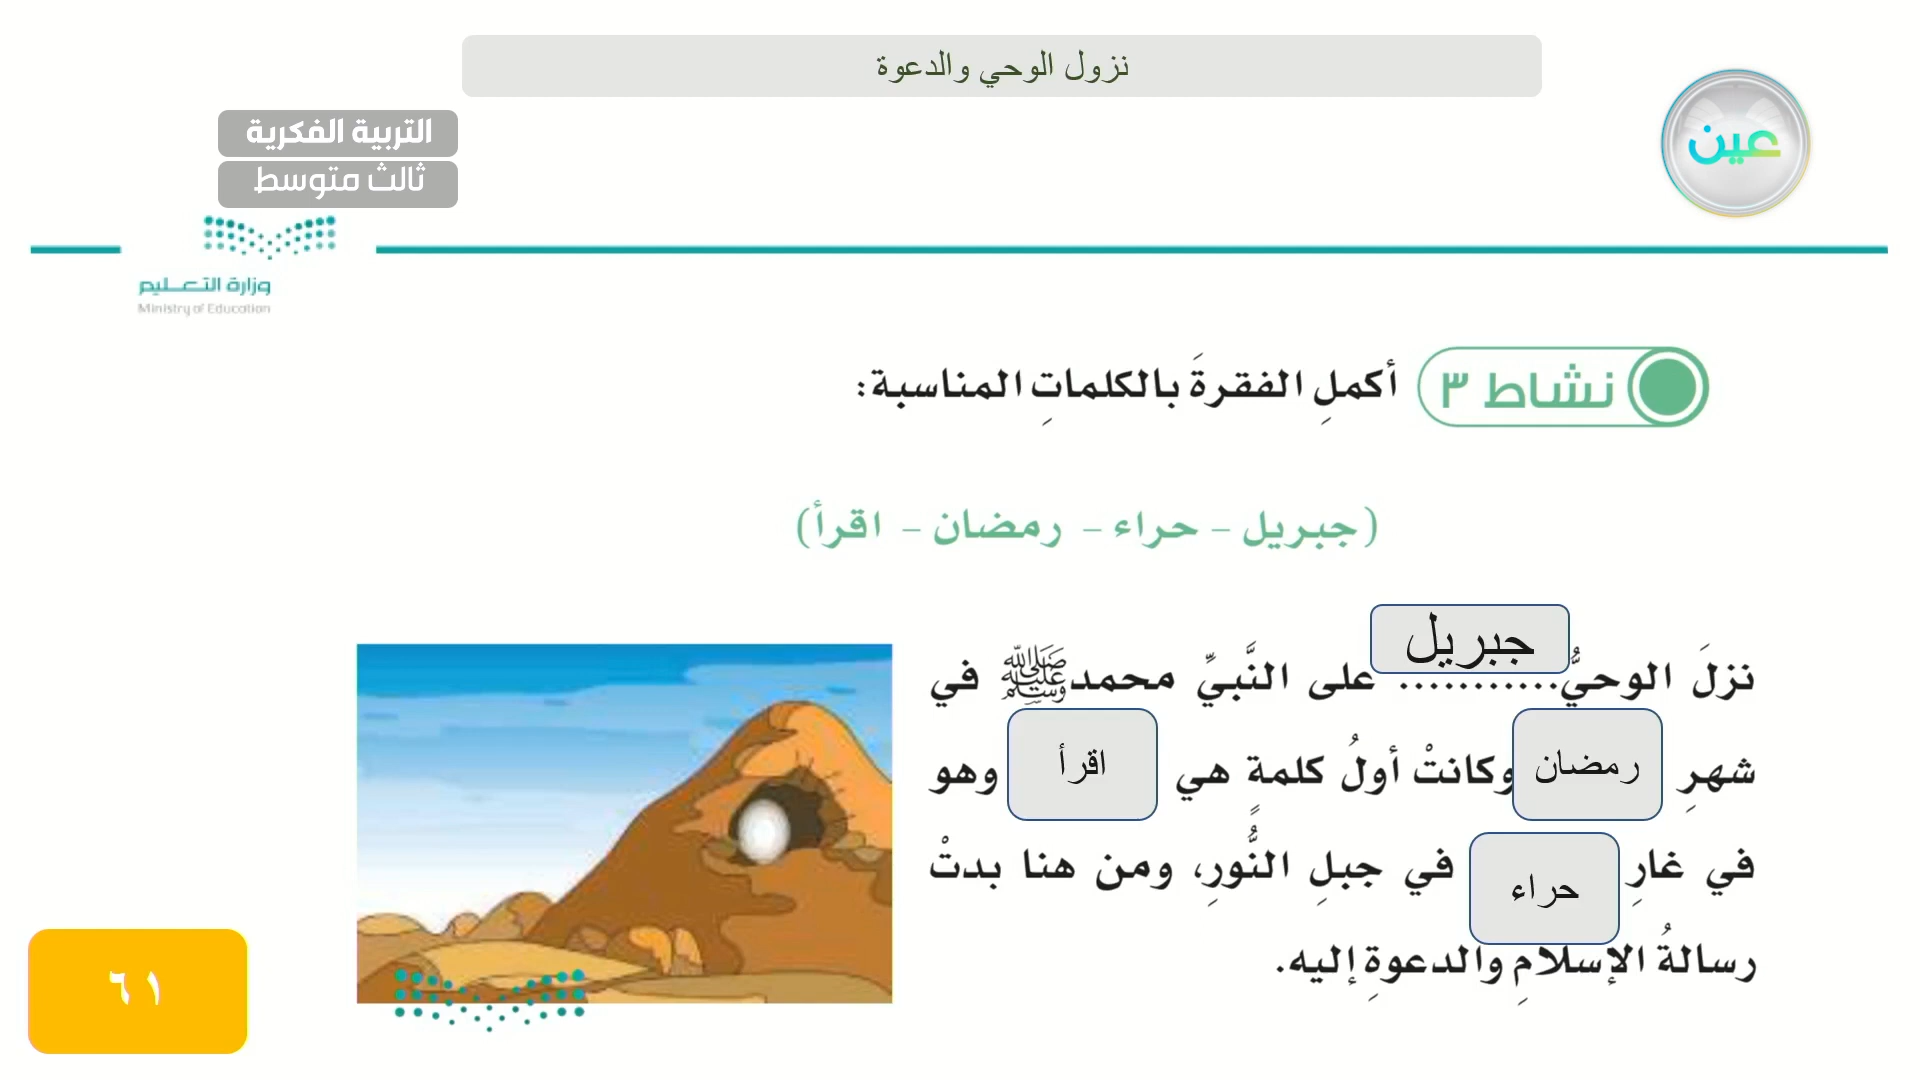 نزول الوحي والدعوة
عين
التربية الفكرية
ثالث متوسط
وزارة التعـــليم
Ministry of Education
نشاط ٣ أكملِ الفقرةَ بالكلماتِ المناسبة:
(جبريل – حراء – رمضان – اقرأ)
نزلَ الوحيُّ........... جبريل على النَّبيِّ محمد ﷺ في
شهرِ رمضان وكانتْ أولُ كلمةٍ هي اقرأ وهو
في غارِ حراء في جبلِ النُّورِ، ومن هنا بدتْ
رسالةُ الإسلامِ والدعوةِ إليه.
٦١